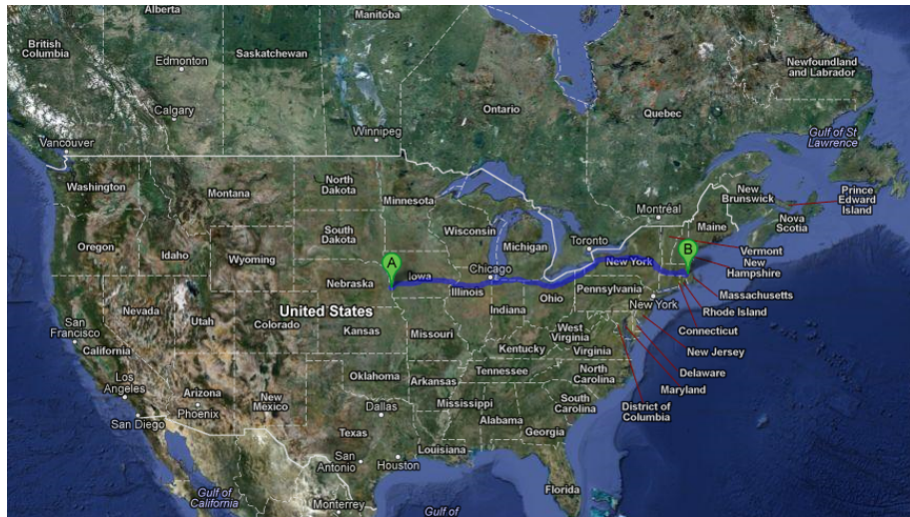 Alberta
Manitoba
British
Columbia
Saskatchewan
Newfoundland
and Labrador
Edmonton
Ontario
Quebec
Calgary
Winnipeg
Gulf of St
Lawrence
Vancouver
Washington
Montana
North
Dakota
Minnesota
New
Brunswick
Prince
Edward
Island
Montréal
Maine
Nova
Scotia
Oregon
Idaho
South
Dakota
Wisconsin
Michigan
Toronto
Vermont
Wyoming
New York
B
New
Hampshire
A
Iowa
Chicago
Nebraska
Illinois
Pennsylvania
Massachusetts
Ohio
New York
Rhode Island
Nevada
Utah
United States
Indiana
Connecticut
San
Francisco
Colorado
Kansas
Missouri
West
Virginia
New Jersey
California
Kentucky
Virginia
Delaware
Tennessee
North
Carolina
Maryland
Los
Angeles
Arizona
Oklahoma
Arkansas
Phoenix
New
Mexico
Mississippi
South
Carolina
District of
Columbia
San Diego
Dallas
Alabama
Georgia
Texas
Louisiana
San
Antonio
Houston
Florida
Gulf of
California
Monterrey
Gulf of